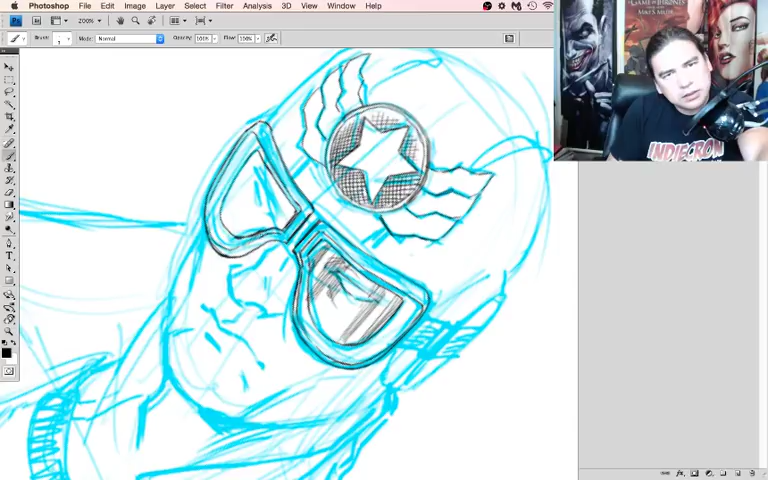 Photoshop File Edit Image Layer Select Filter Analysis 3D View Window Help
200%
Brush: Mode: Normal Opacity: 100% Flow: 100%
GAME OF THRONES
INDIECRON